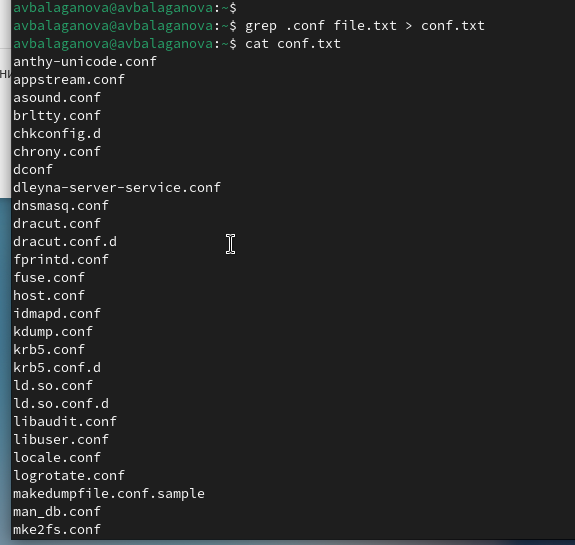 avbalaganova@avbalaganova:~$
avbalaganova@avbalaganova:~$ grep .conf file.txt > conf.txt
avbalaganova@avbalaganova:~$ cat conf.txt
anthy-unicode.conf
appstream.conf
asound.conf
brltty.conf
chkconfig.d
chrony.conf
dconf
dleyna-server-service.conf
dnsmasq.conf
dracut.conf
dracut.conf.d
fprintd.conf
fuse.conf
host.conf
idmapd.conf
kdump.conf
krb5.conf
krb5.conf.d
ld.so.conf
ld.so.conf.d
libaudit.conf
libuser.conf
locale.conf
logrotate.conf
makedumpfile.conf.sample
man_db.conf
mke2fs.conf